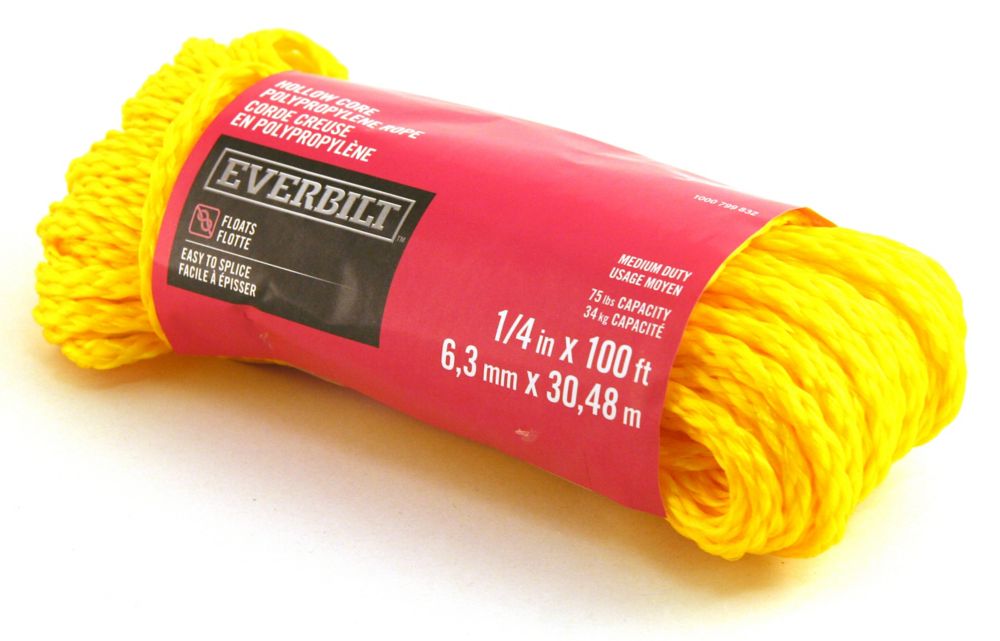 HOLLOW CORE
POLYPROPYLENE ROPE
CORDE CREUSE
EN POLYPROPYLÈNE
EVERBILT™
FLOATS
FLOTTE
EASY TO SPLICE
FACILE À ÉPISSER
1000 799 832
MEDIUM DUTY
USAGE MOYEN
75 lbs CAPACITY
34 kg CAPACITÉ
1/4 in x 100 ft
6,3 mm x 30,48 m